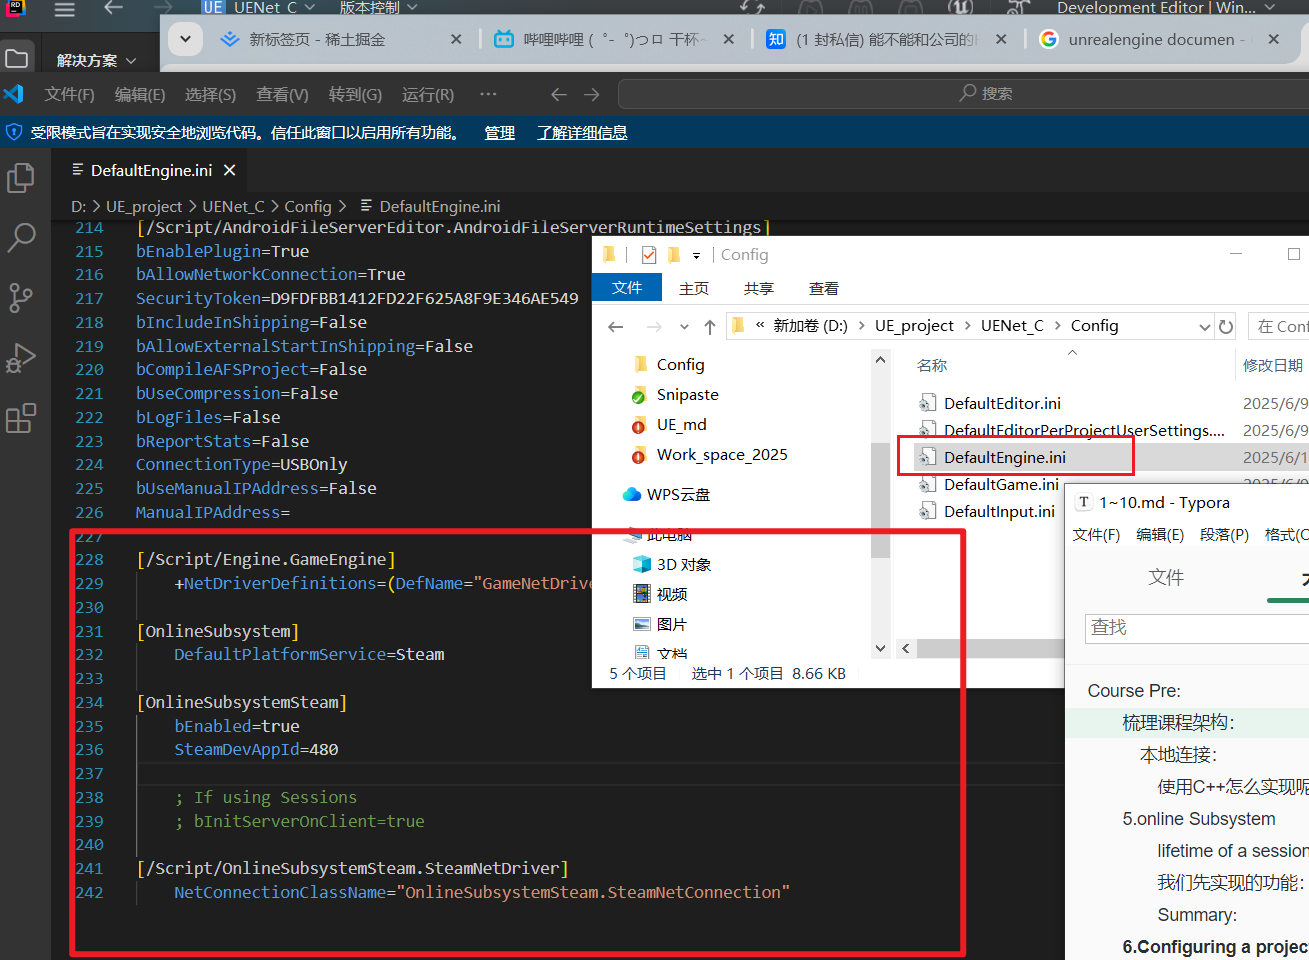 UE UENet_C 版本控制 Development Editor | Win...
新标签页 - 稀土掘金
哔哩哔哩 ( ゜- ゜)つロ 干杯~
(1 封私信) 能不能和公司的
unrealengine documen -
解决方案
文件(F) 编辑(E) 选择(S) 查看(V) 转到(G) 运行(R) ··· 搜索
受限模式旨在实现安全地浏览代码。信任此窗口以启用所有功能。 管理 了解详细信息
DefaultEngine.ini
D: > UE_project > UENet_C > Config > DefaultEngine.ini
214 [/Script/AndroidFileServerEditor.AndroidFileServerRuntimeSettings]
215 bEnablePlugin=True
216 bAllowNetworkConnection=True
217 SecurityToken=D9FDFBB1412FD22F625A8F9E346AE549
218 bIncludeInShipping=False
219 bAllowExternalStartInShipping=False
220 bCompileAFSProject=False
221 bUseCompression=False
222 bLogFiles=False
223 bReportStats=False
224 ConnectionType=USBOnly
225 bUseManualIPAddress=False
226 ManualIPAddress=
227
228 [/Script/Engine.GameEngine]
229 +NetDriverDefinitions=(DefName="GameNetDrive
230
231 [OnlineSubsystem]
232 DefaultPlatformService=Steam
233
234 [OnlineSubsystemSteam]
235 bEnabled=true
236 SteamDevAppId=480
237
238 ; If using Sessions
239 ; bInitServerOnClient=true
240
241 [/Script/OnlineSubsystemSteam.SteamNetDriver]
242 NetConnectionClassName="OnlineSubsystemSteam.SteamNetConnection"
Config
文件 主页 共享 查看
« 新加卷 (D:) > UE_project > UENet_C > Config
在 Conf
Config
Snipaste
UE_md
Work_space_2025
WPS云盘
此电脑
3D 对象
视频
图片
文档
名称 修改日期
DefaultEditor.ini 2025/6/9
DefaultEditorPerProjectUserSettings.... 2025/6/9
DefaultEngine.ini 2025/6/1
DefaultGame.ini 2025/6/9
DefaultInput.ini
5 个项目 选中 1 个项目 8.66 KB
1~10.md - Typora
文件(F) 编辑(E) 段落(P) 格式(O
文件
查找
Course Pre:
梳理课程架构：
本地连接：
使用C++怎么实现呢
5.online Subsystem
lifetime of a session
我们先实现的功能：
Summary:
6.Configuring a project